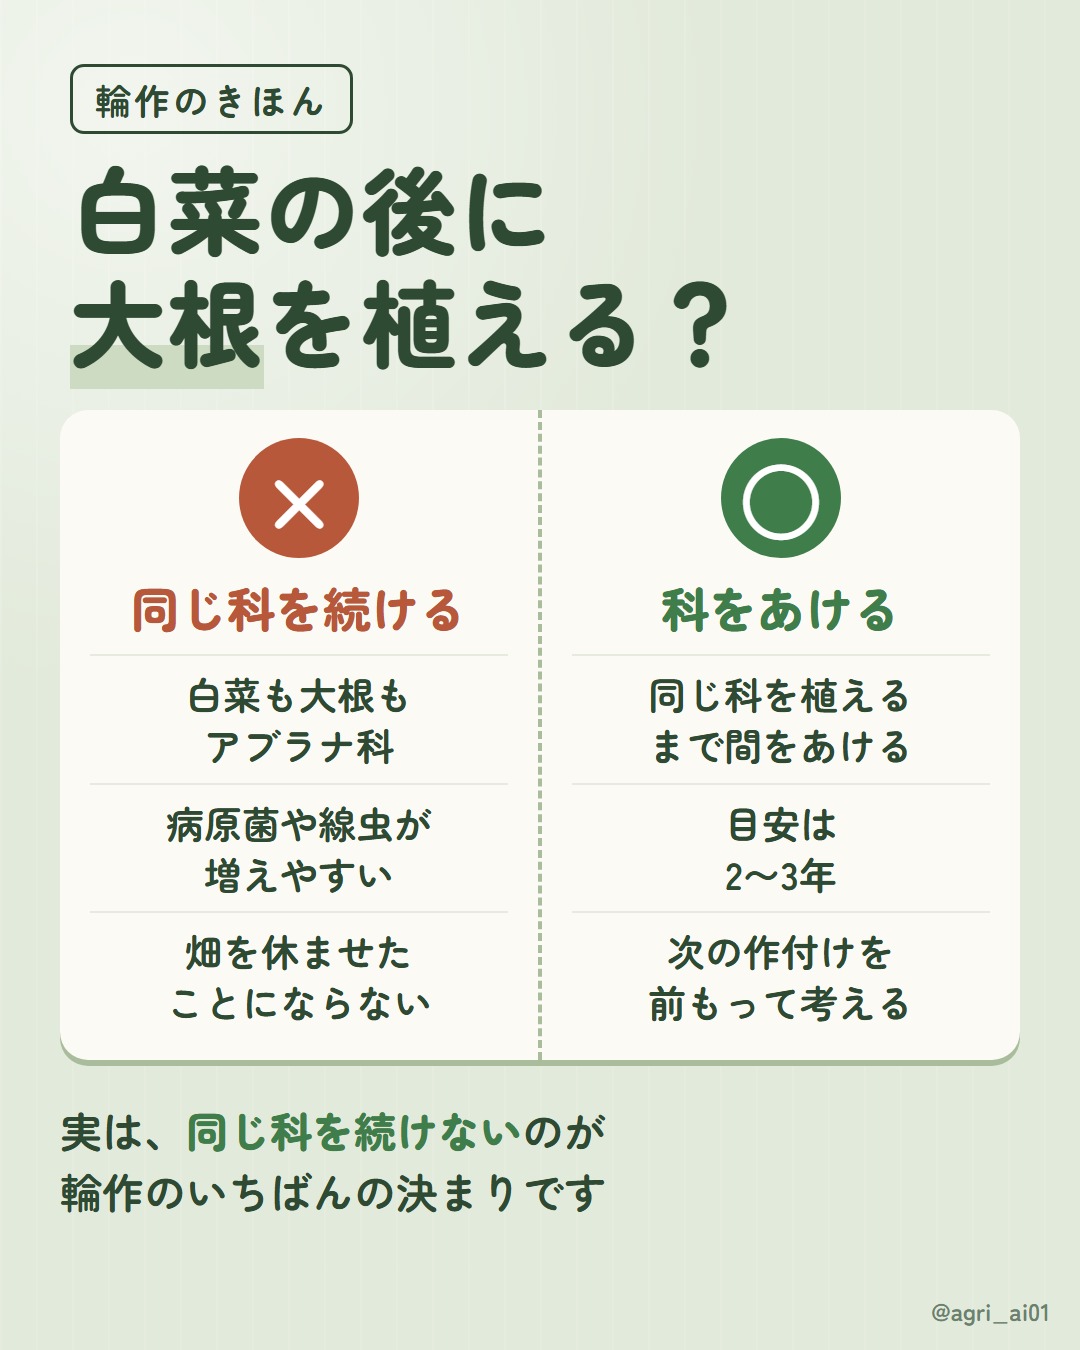 輪作のきほん
白菜の後に
大根を植える？
同じ科を続ける
白菜も大根も
アブラナ科
病原菌や線虫が
増えやすい
畑を休ませた
ことにならない
科をあける
同じ科を植える
まで間をあける
目安は
2〜3年
次の作付けを
前もって考える
実は、同じ科を続けないのが
輪作のいちばんの決まりです
@agri_ai01